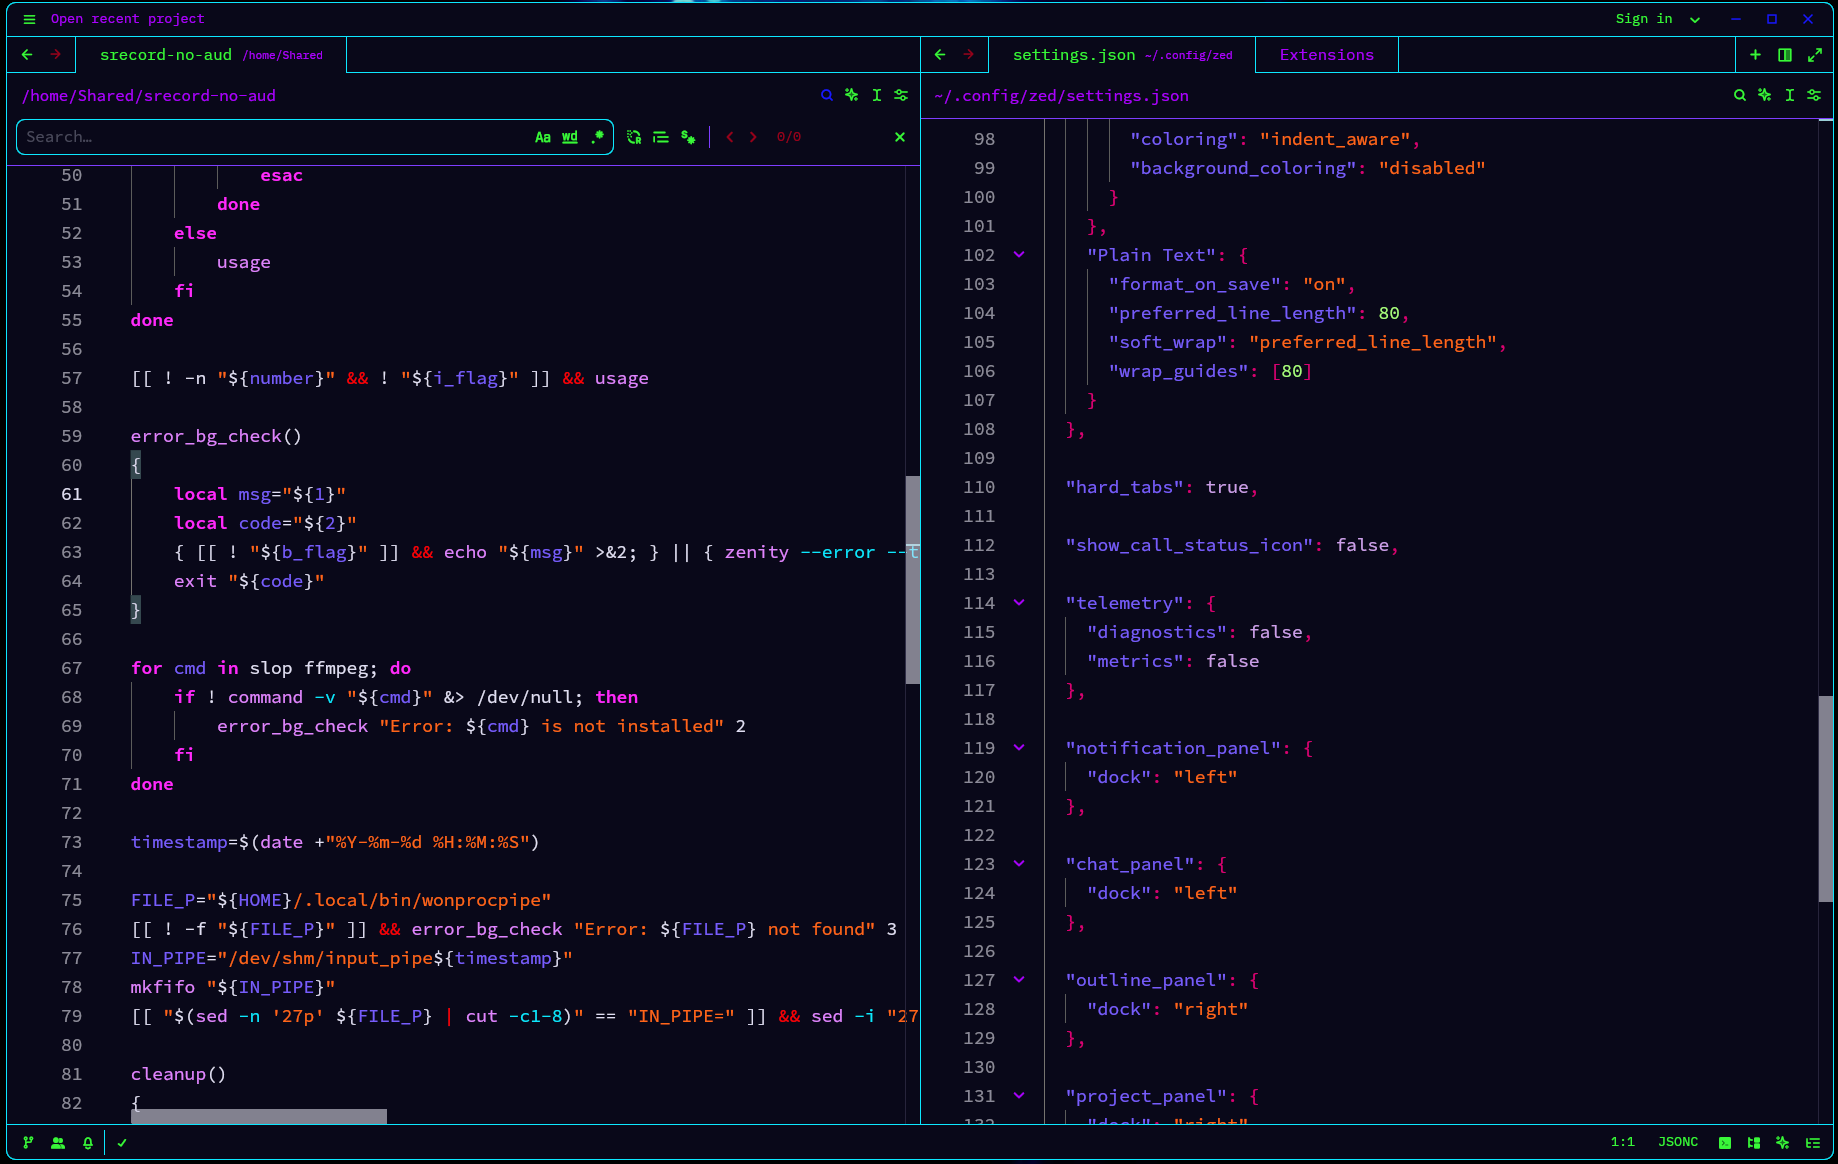 Open recent project
Sign in
srecord-no-aud /home/Shared
settings.json ~/.config/zed
Extensions
/home/Shared/srecord-no-aud
Search…
Aa wd .* 0/0
50 esac
51 done
52 else
53 usage
54 fi
55 done
56
57 [[ ! -n "${number}" && ! "${i_flag}" ]] && usage
58
59 error_bg_check()
60 {
61 local msg="${1}"
62 local code="${2}"
63 { [[ ! "${b_flag}" ]] && echo "${msg}" >&2; } || { zenity --error --t
64 exit "${code}"
65 }
66
67 for cmd in slop ffmpeg; do
68 if ! command -v "${cmd}" &> /dev/null; then
69 error_bg_check "Error: ${cmd} is not installed" 2
70 fi
71 done
72
73 timestamp=$(date +"%Y-%m-%d %H:%M:%S")
74
75 FILE_P="${HOME}/.local/bin/wonprocpipe"
76 [[ ! -f "${FILE_P}" ]] && error_bg_check "Error: ${FILE_P} not found" 3
77 IN_PIPE="/dev/shm/input_pipe${timestamp}"
78 mkfifo "${IN_PIPE}"
79 [[ "$(sed -n '27p' ${FILE_P} | cut -c1-8)" == "IN_PIPE=" ]] && sed -i "27
80
81 cleanup()
82 {
~/.config/zed/settings.json
98 "coloring": "indent_aware",
99 "background_coloring": "disabled"
100 }
101 },
102 "Plain Text": {
103 "format_on_save": "on",
104 "preferred_line_length": 80,
105 "soft_wrap": "preferred_line_length",
106 "wrap_guides": [80]
107 }
108 },
109
110 "hard_tabs": true,
111
112 "show_call_status_icon": false,
113
114 "telemetry": {
115 "diagnostics": false,
116 "metrics": false
117 },
118
119 "notification_panel": {
120 "dock": "left"
121 },
122
123 "chat_panel": {
124 "dock": "left"
125 },
126
127 "outline_panel": {
128 "dock": "right"
129 },
130
131 "project_panel": {
132 "dock": "right"
1:1 JSONC